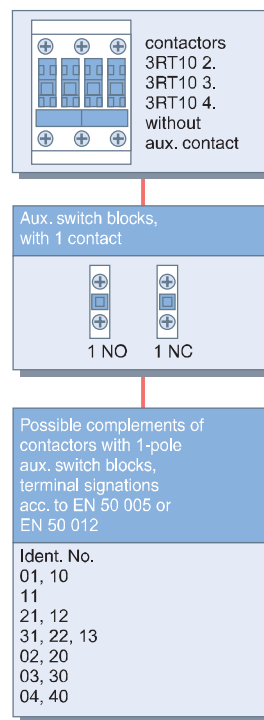 contactors
3RT10 2.
3RT10 3.
3RT10 4.
without
aux. contact
Aux. switch blocks,
with 1 contact
1 NO 1 NC
Possible complements of
contactors with 1-pole
aux. switch blocks,
terminal signations
acc. to EN 50 005 or
EN 50 012
Ident. No.
01, 10
11
21, 12
31, 22, 13
02, 20
03, 30
04, 40